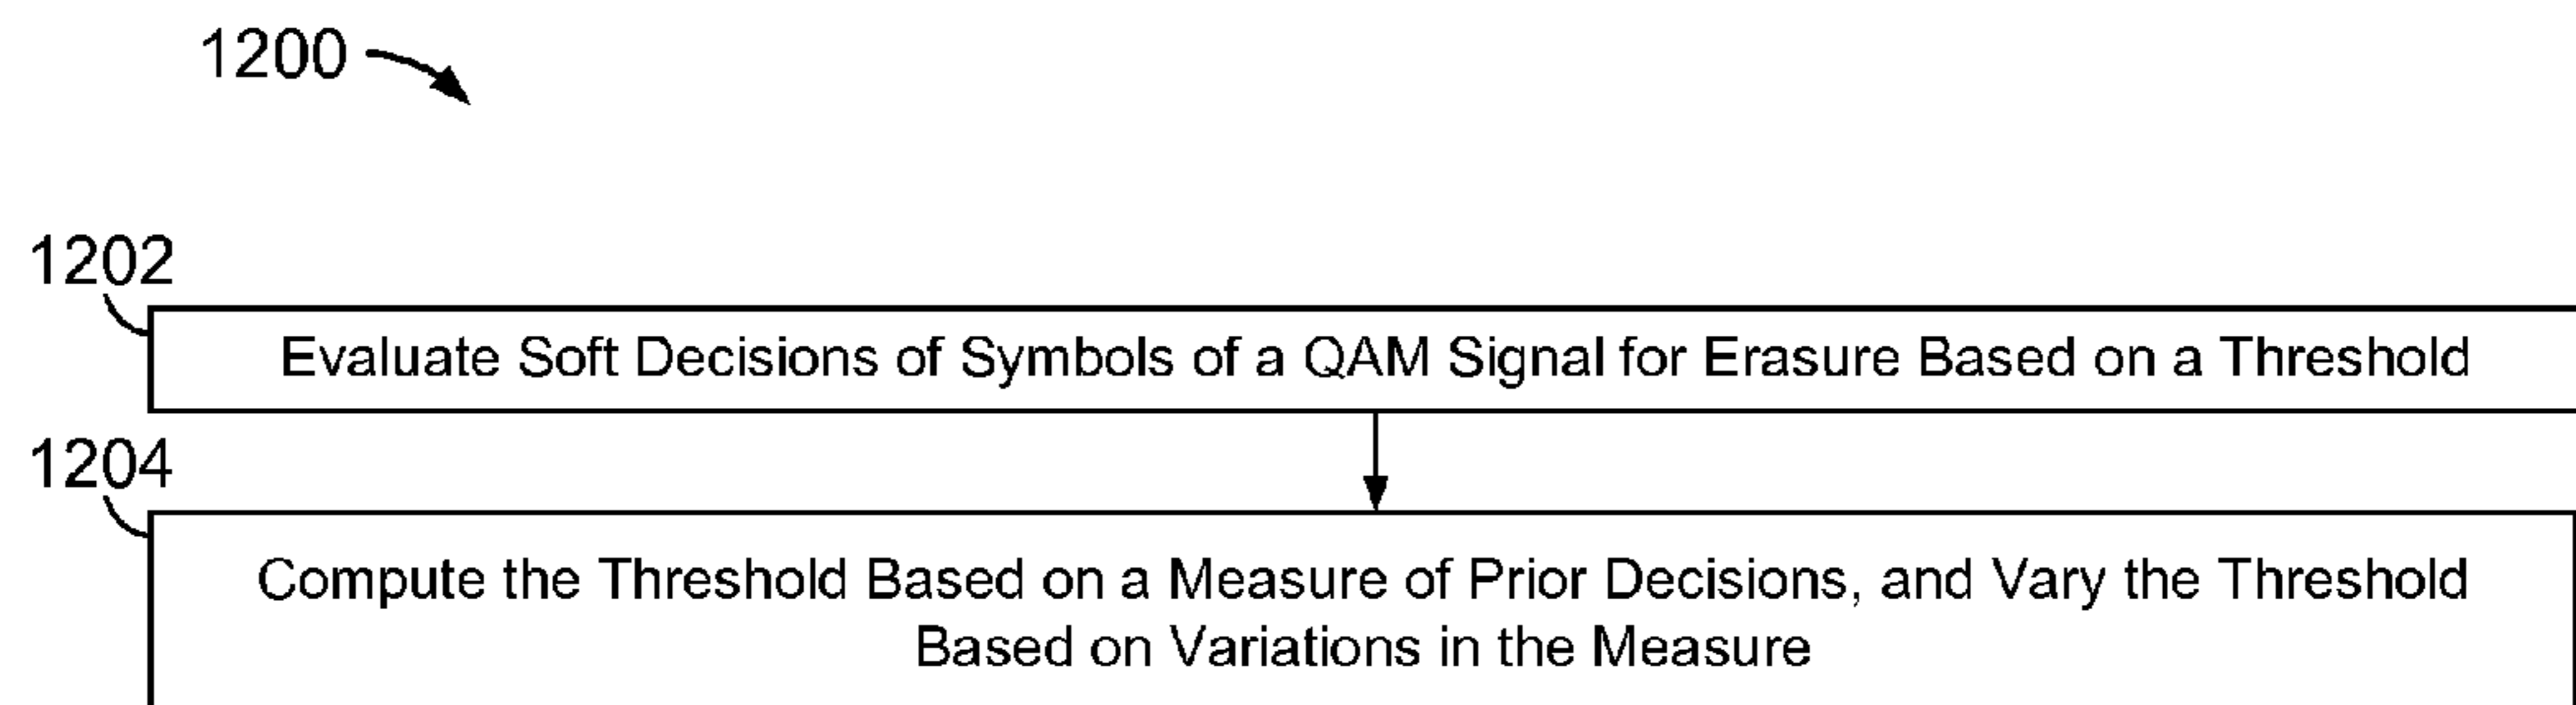 1200
1202
Evaluate Soft Decisions of Symbols of a QAM Signal for Erasure Based on a Threshold
1204
Compute the Threshold Based on a Measure of Prior Decisions, and Vary the Threshold
Based on Variations in the Measure